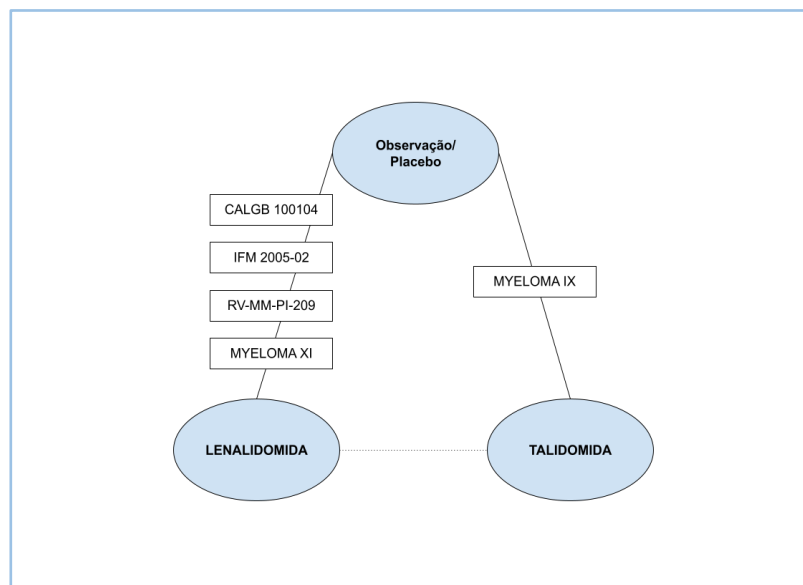 Observação/
Placebo
CALGB 100104
IFM 2005-02
RV-MM-PI-209
MYELOMA XI
MYELOMA IX
LENALIDOMIDA
TALIDOMIDA